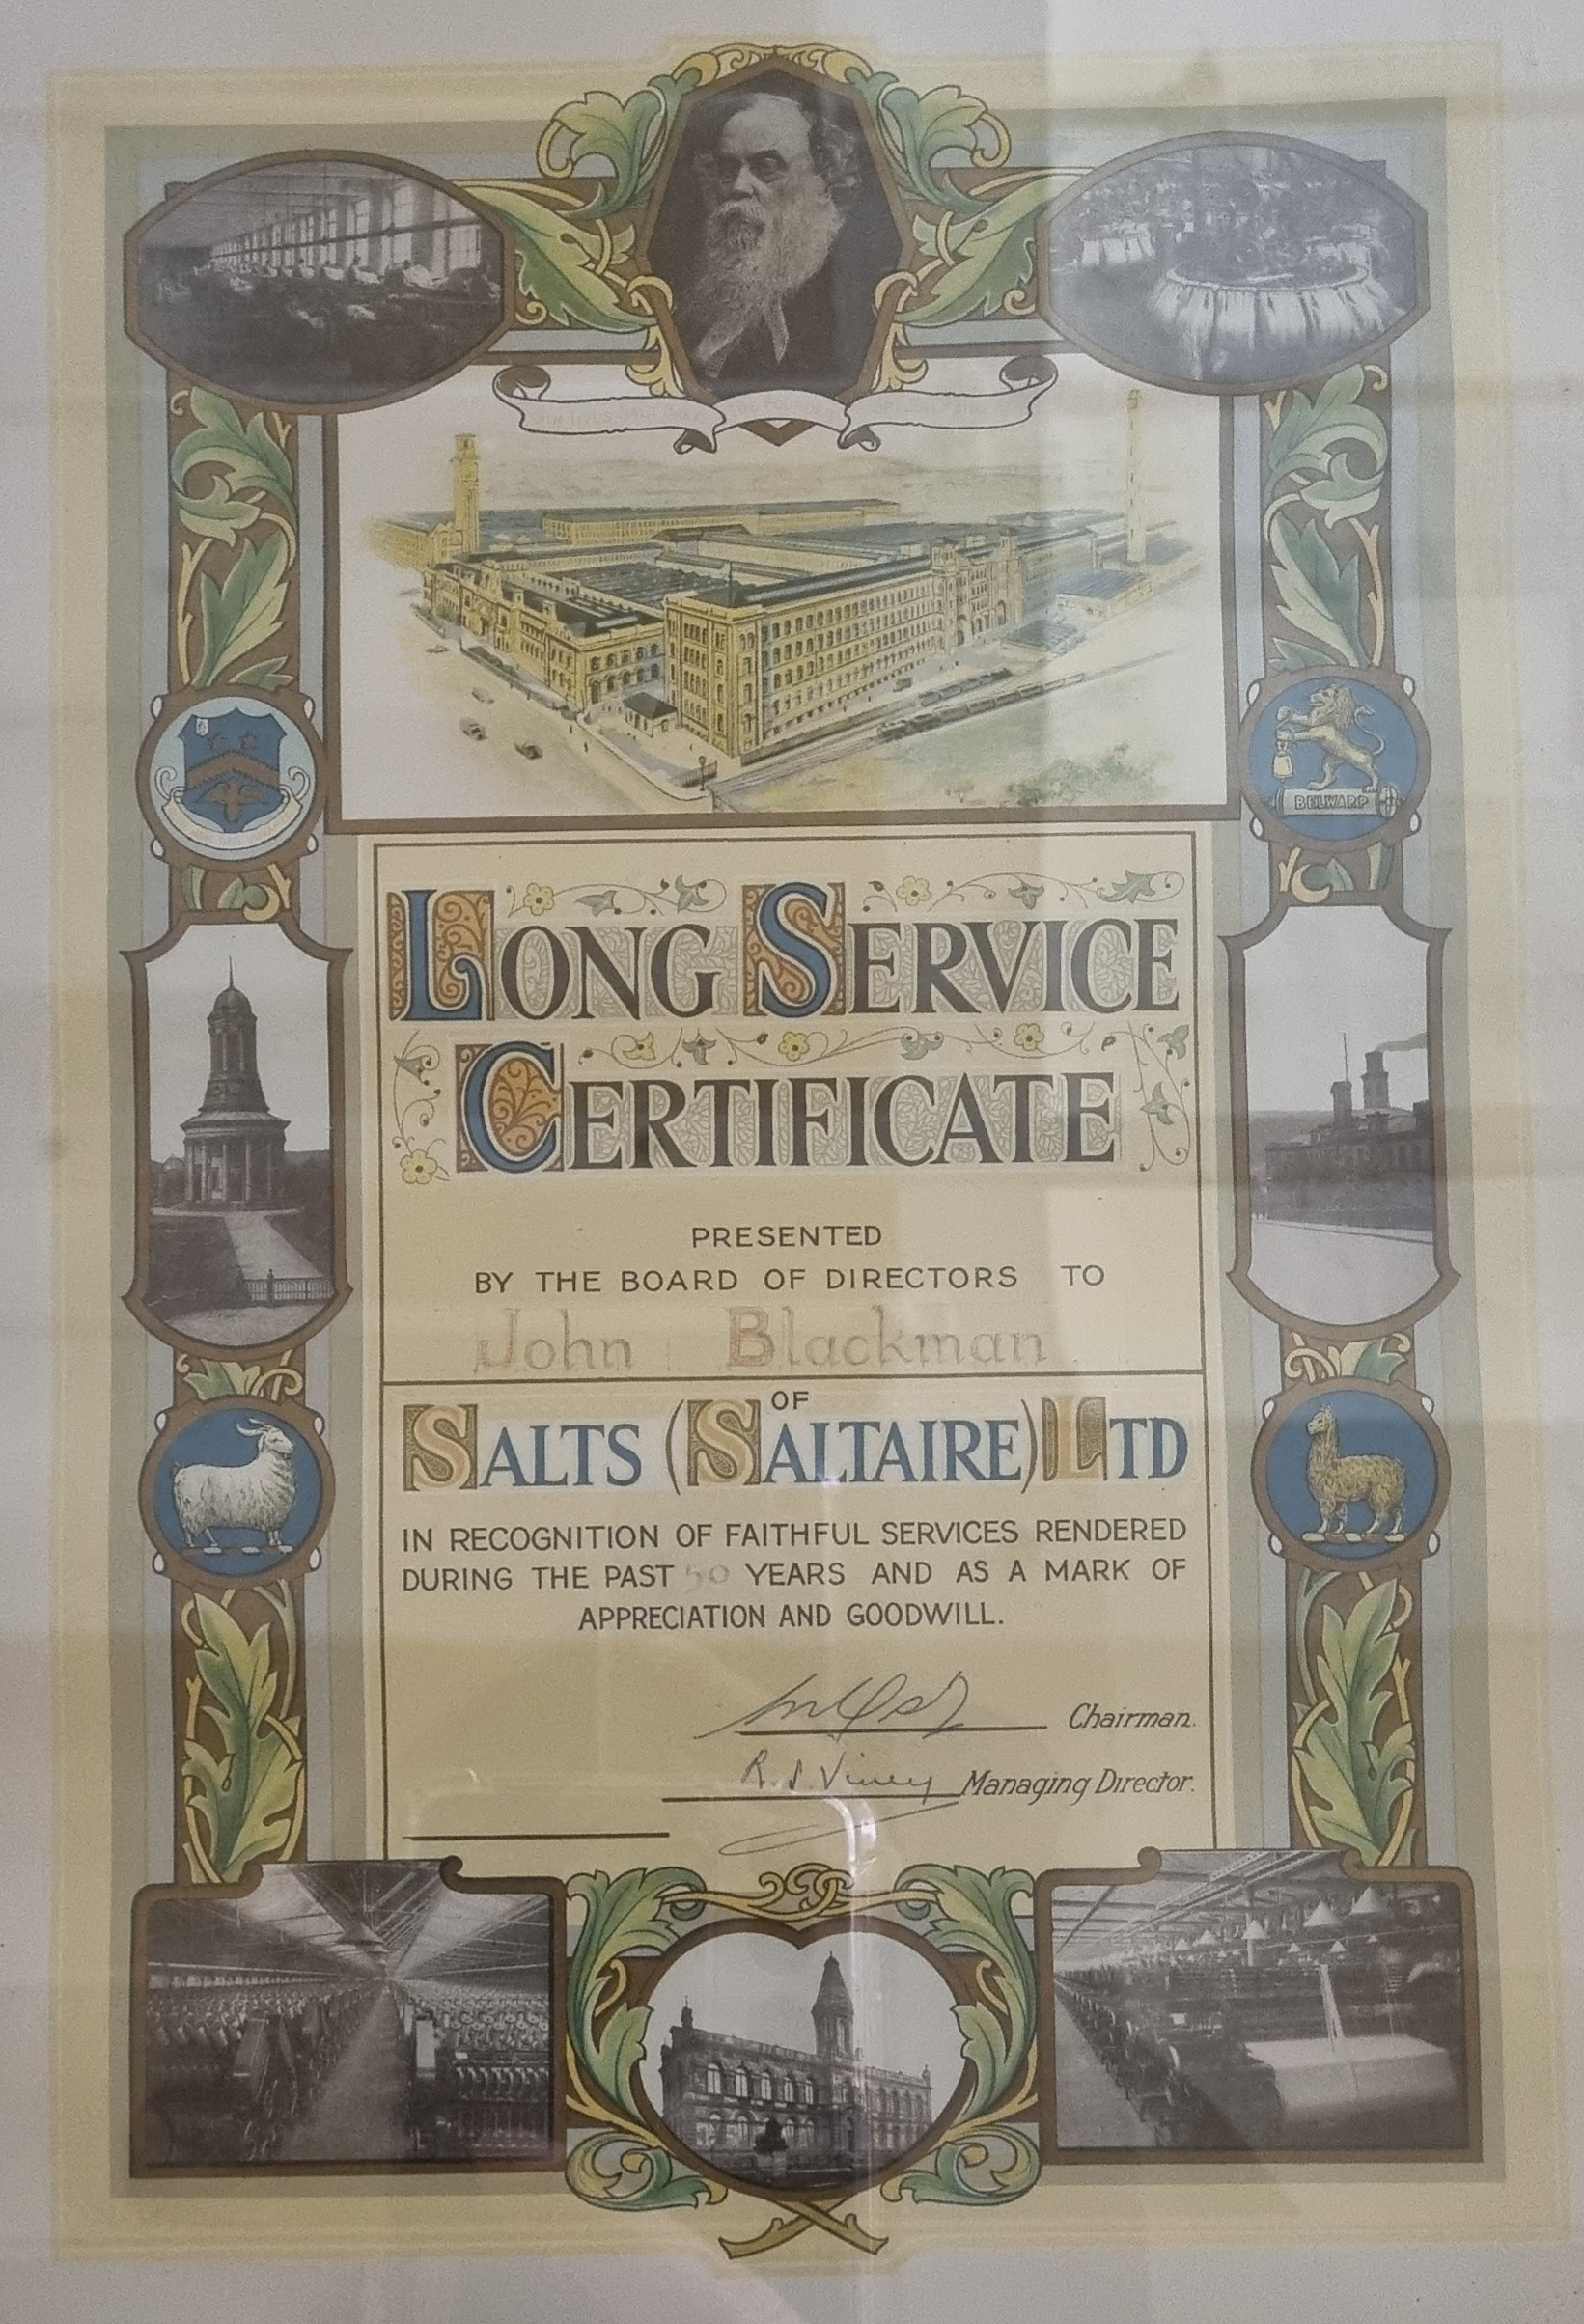 BELWARP
LONG SERVICE
CERTIFICATE
PRESENTED
BY THE BOARD OF DIRECTORS TO
John Blackman
OF
SALTS (SALTAIRE) LTD
IN RECOGNITION OF FAITHFUL SERVICES RENDERED
DURING THE PAST 50 YEARS AND AS A MARK OF
APPRECIATION AND GOODWILL.
Chairman.
R. S. Viney Managing Director.